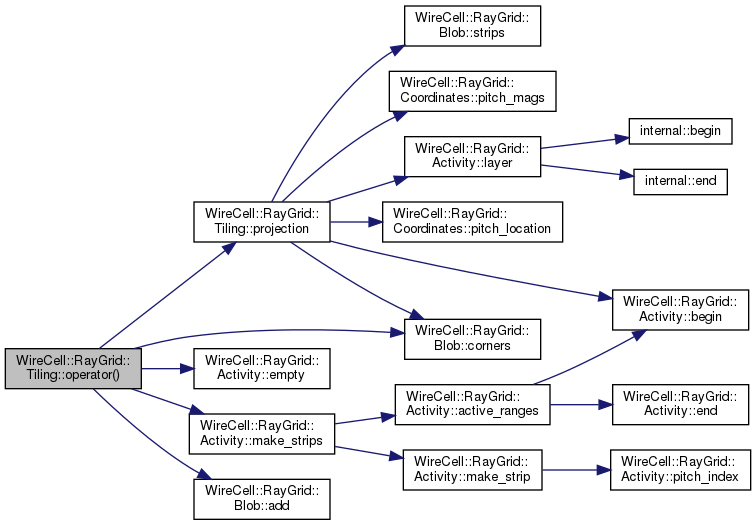 WireCell::RayGrid::
Blob::strips
WireCell::RayGrid::
Coordinates::pitch_mags
WireCell::RayGrid::
Activity::layer
internal::begin
internal::end
WireCell::RayGrid::
Tiling::projection
WireCell::RayGrid::
Coordinates::pitch_location
WireCell::RayGrid::
Activity::begin
WireCell::RayGrid::
Blob::corners
WireCell::RayGrid::
Tiling::operator()
WireCell::RayGrid::
Activity::empty
WireCell::RayGrid::
Activity::make_strips
WireCell::RayGrid::
Activity::active_ranges
WireCell::RayGrid::
Activity::end
WireCell::RayGrid::
Activity::make_strip
WireCell::RayGrid::
Activity::pitch_index
WireCell::RayGrid::
Blob::add